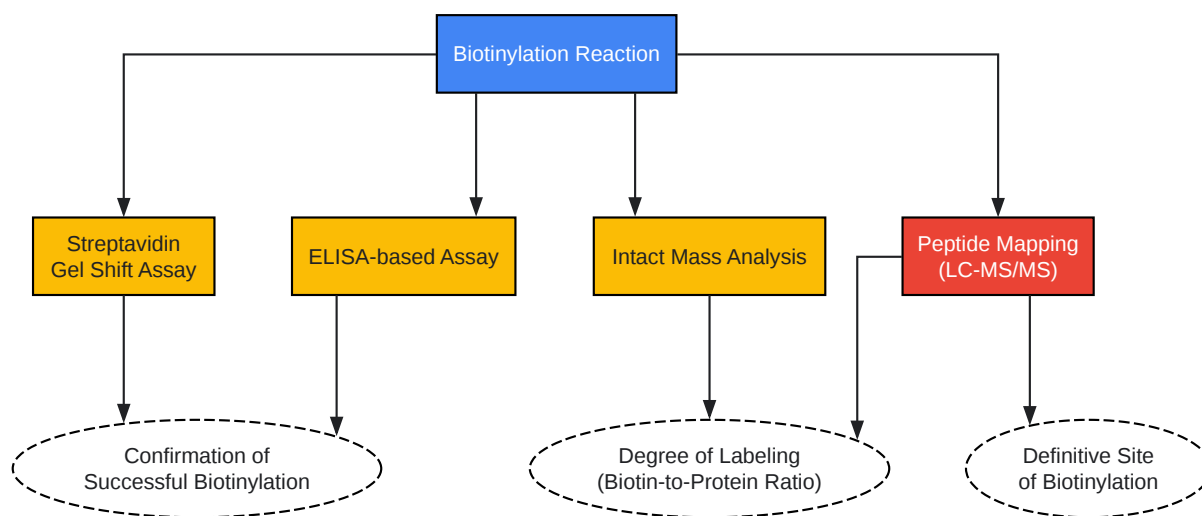 Biotinylation Reaction
Streptavidin
Gel Shift Assay
ELISA-based Assay
Intact Mass Analysis
Peptide Mapping
(LC-MS/MS)
Confirmation of
Successful Biotinylation
Degree of Labeling
(Biotin-to-Protein Ratio)
Definitive Site
of Biotinylation